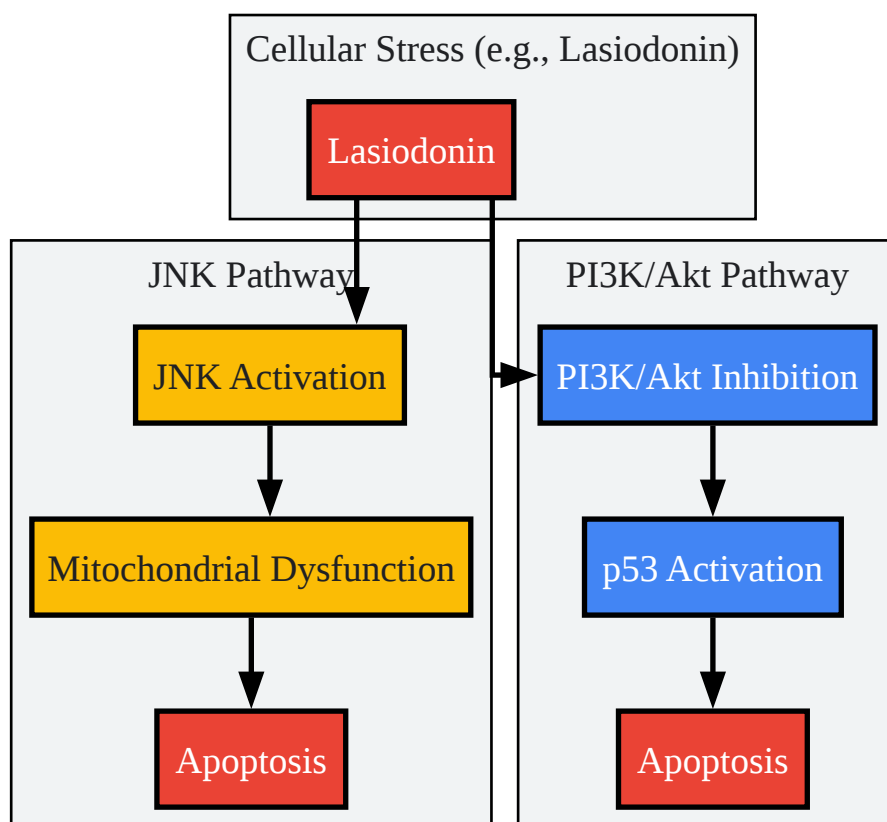 Cellular Stress (e.g., Lasiodonin)
Lasiodonin
JNK Pathway
PI3K/Akt Pathway
JNK Activation
PI3K/Akt Inhibition
Mitochondrial Dysfunction
p53 Activation
Apoptosis
Apoptosis